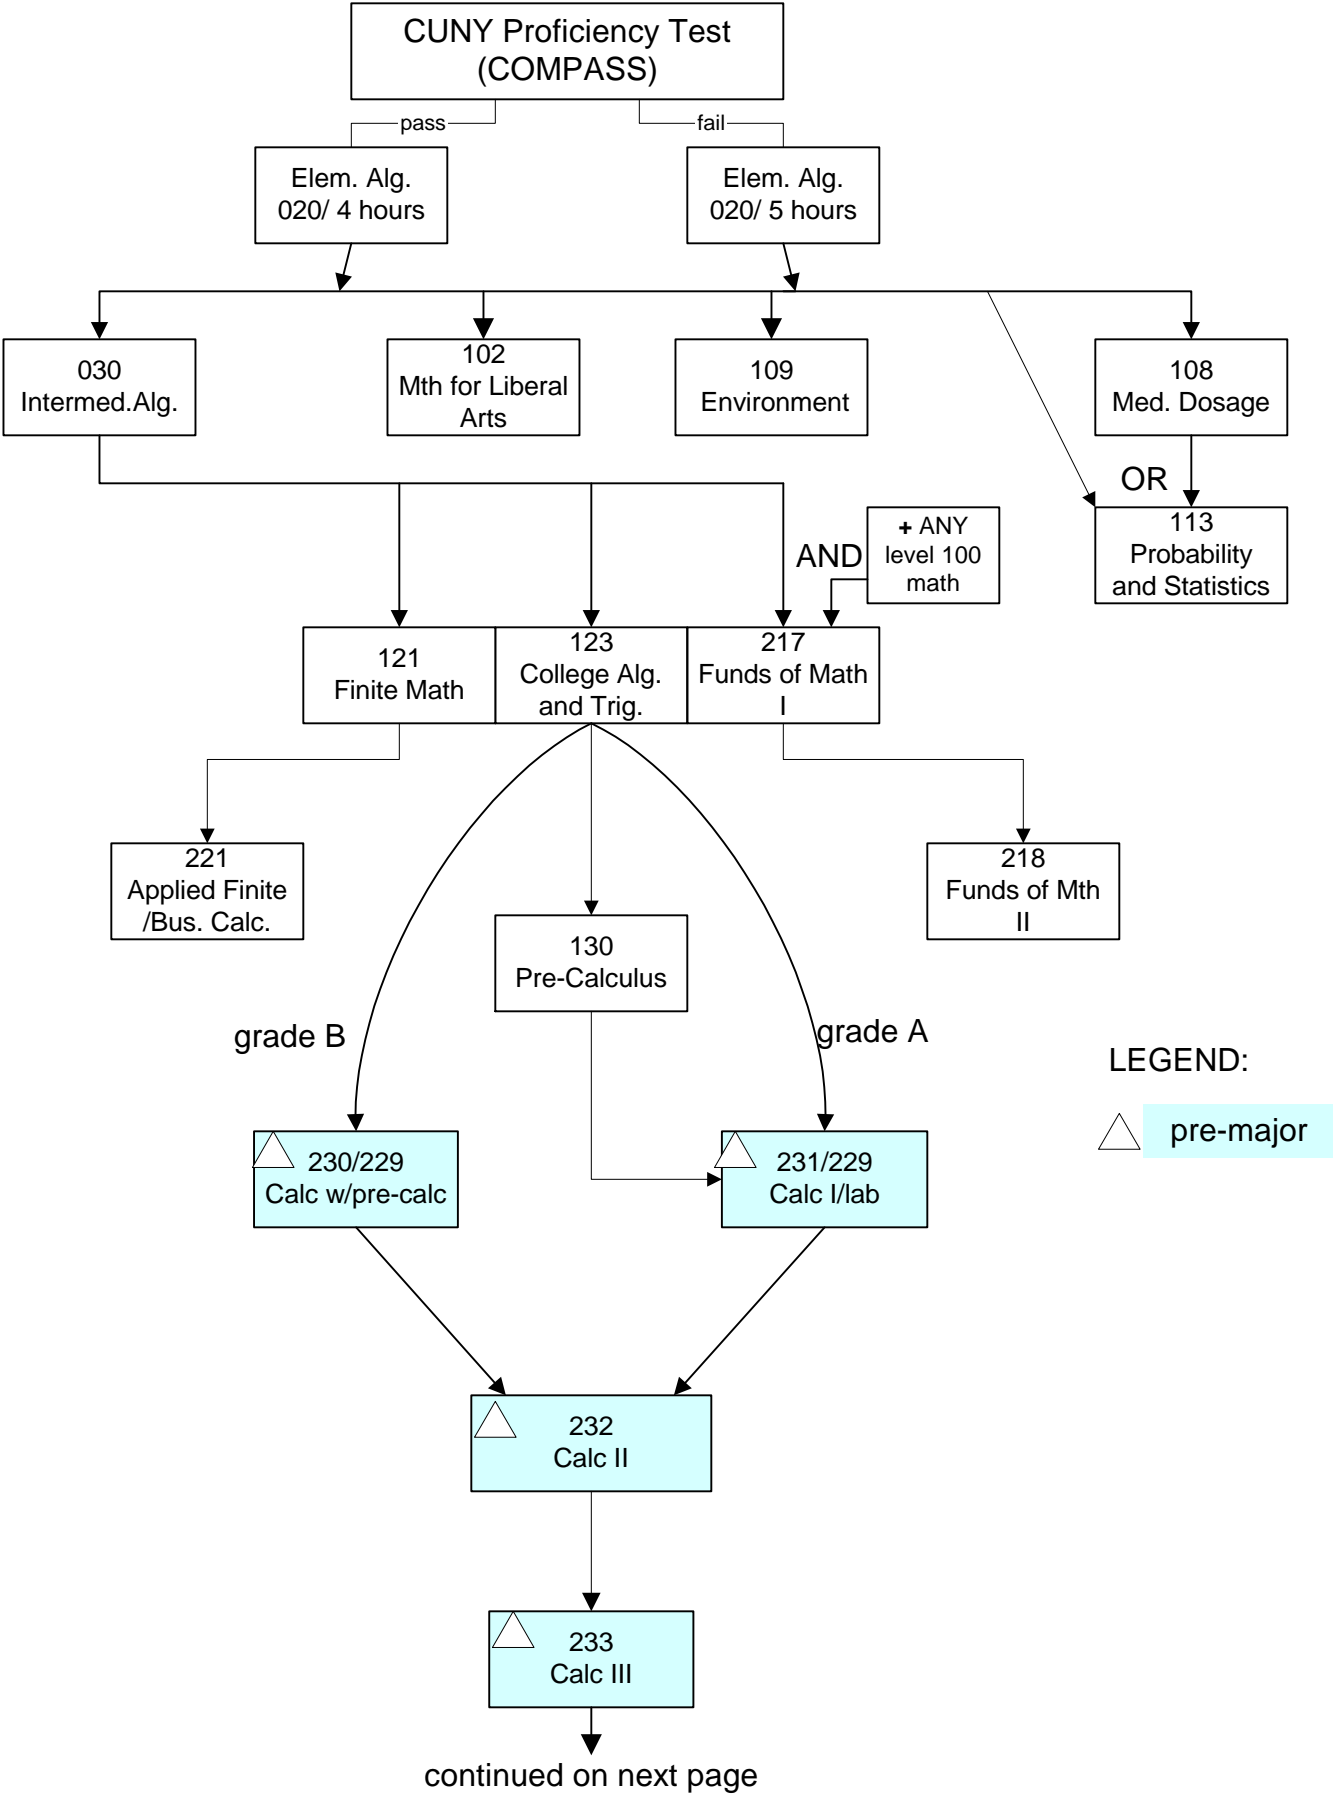 CUNY Proficiency Test
(COMPASS)
pass
fail
Elem. Alg.
020/ 4 hours
Elem. Alg.
020/ 5 hours
030
Intermed.Alg.
102
Mth for Liberal
Arts
109
Environment
108
Med. Dosage
OR
113
Probability
and Statistics
+ ANY
level 100
math
AND
121
Finite Math
123
College Alg.
and Trig.
217
Funds of Math
I
221
Applied Finite
/Bus. Calc.
218
Funds of Mth
II
130
Pre-Calculus
grade B
grade A
LEGEND:
pre-major
230/229
Calc w/pre-calc
231/229
Calc I/lab
232
Calc II
233
Calc III
continued on next page